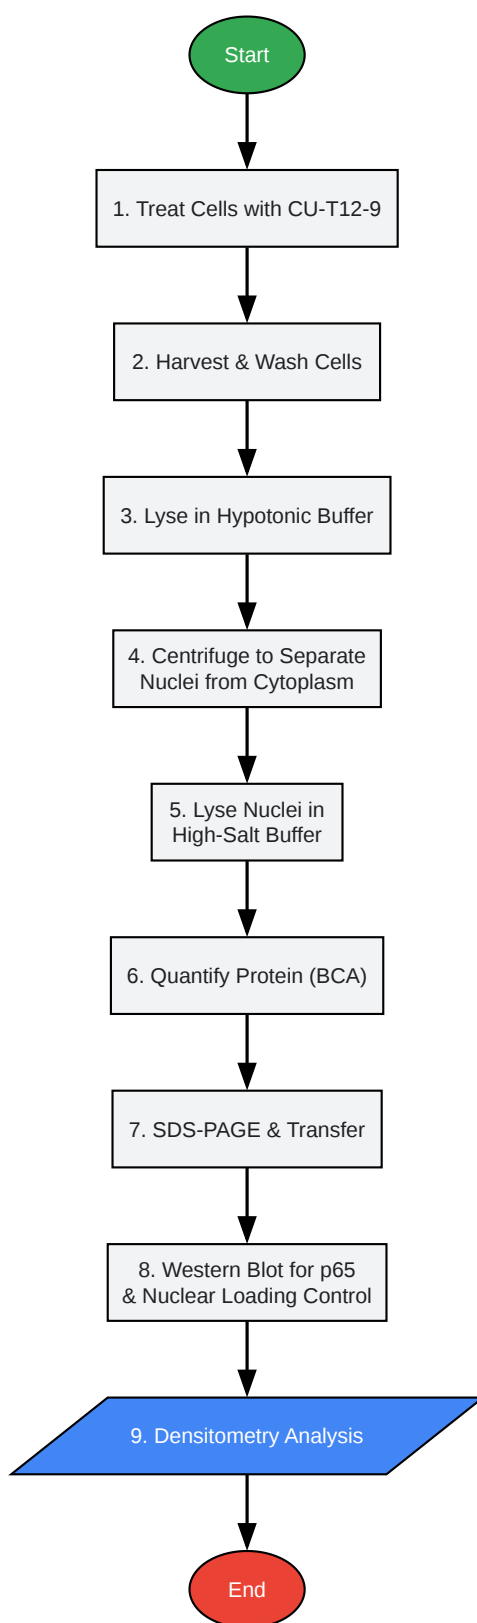 Start
1. Treat Cells with CU-T12-9
2. Harvest & Wash Cells
3. Lyse in Hypotonic Buffer
4. Centrifuge to Separate
Nuclei from Cytoplasm
5. Lyse Nuclei in
High-Salt Buffer
6. Quantify Protein (BCA)
7. SDS-PAGE & Transfer
8. Western Blot for p65
& Nuclear Loading Control
9. Densitometry Analysis
End